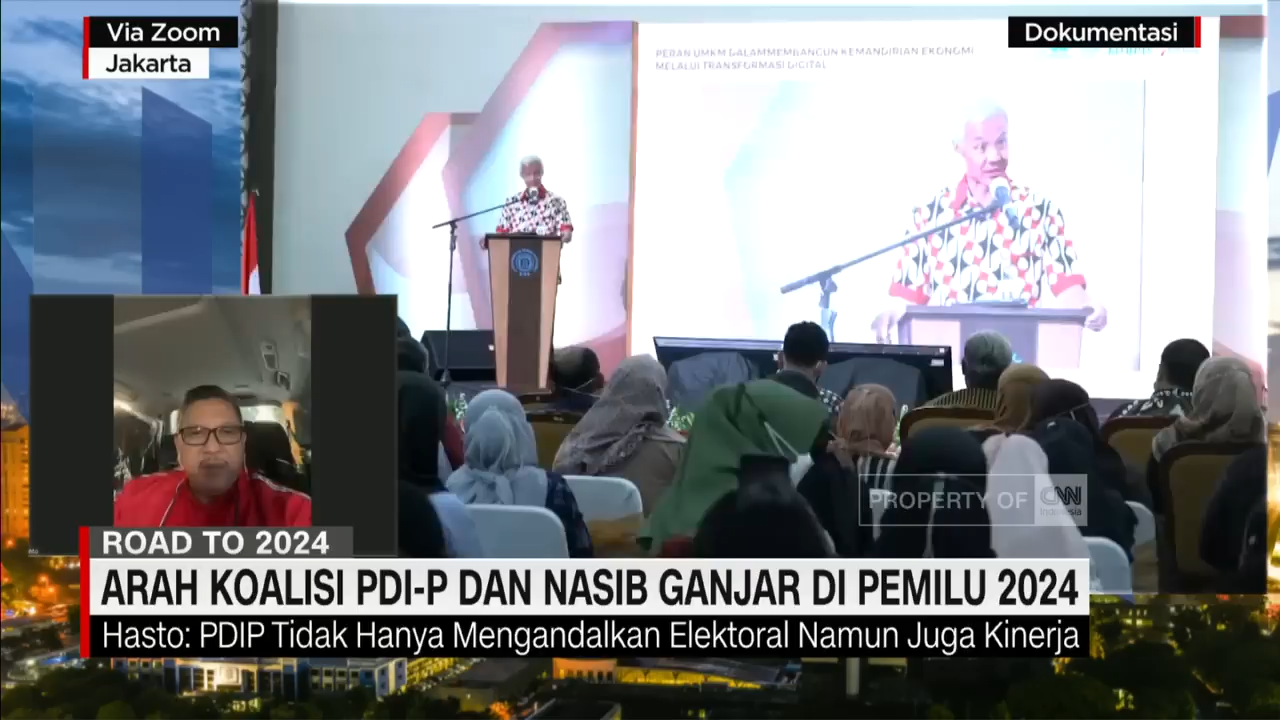 Via Zoom
Jakarta
Dokumentasi
PERAN UMKM DALAMMEMBANGUN KEMANDIRIAN EKONOMI
MELALUI TRANSFORMASI DIGITAL
PROPERTY OF CNN
Indonesia
ROAD TO 2024
ARAH KOALISI PDI-P DAN NASIB GANJAR DI PEMILU 2024
Hasto: PDIP Tidak Hanya Mengandalkan Elektoral Namun Juga Kinerja